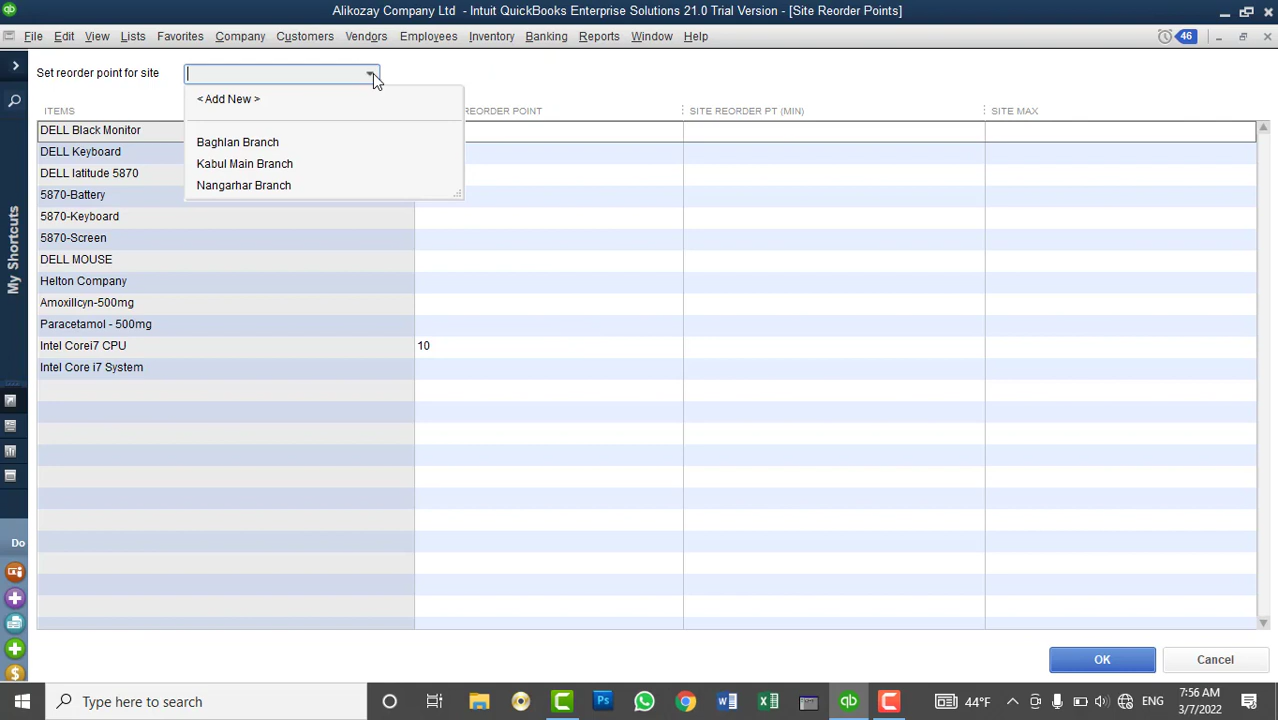 Alikozay Company Ltd - Intuit QuickBooks Enterprise Solutions 21.0 Trial Version - [Site Reorder Points]
File Edit View Lists Favorites Company Customers Vendors Employees Inventory Banking Reports Window Help 46
Set reorder point for site
< Add New >
Baghlan Branch
Kabul Main Branch
Nangarhar Branch
ITEMS REORDER POINT SITE REORDER PT (MIN) SITE MAX
DELL Black Monitor
DELL Keyboard
DELL latitude 5870
5870-Battery
5870-Keyboard
5870-Screen
DELL MOUSE
Helton Company
Amoxillcyn-500mg
Paracetamol - 500mg
Intel Corei7 CPU 10
Intel Core i7 System
My Shortcuts
Do
OK Cancel
Type here to search
44°F ENG
7:56 AM
3/7/2022